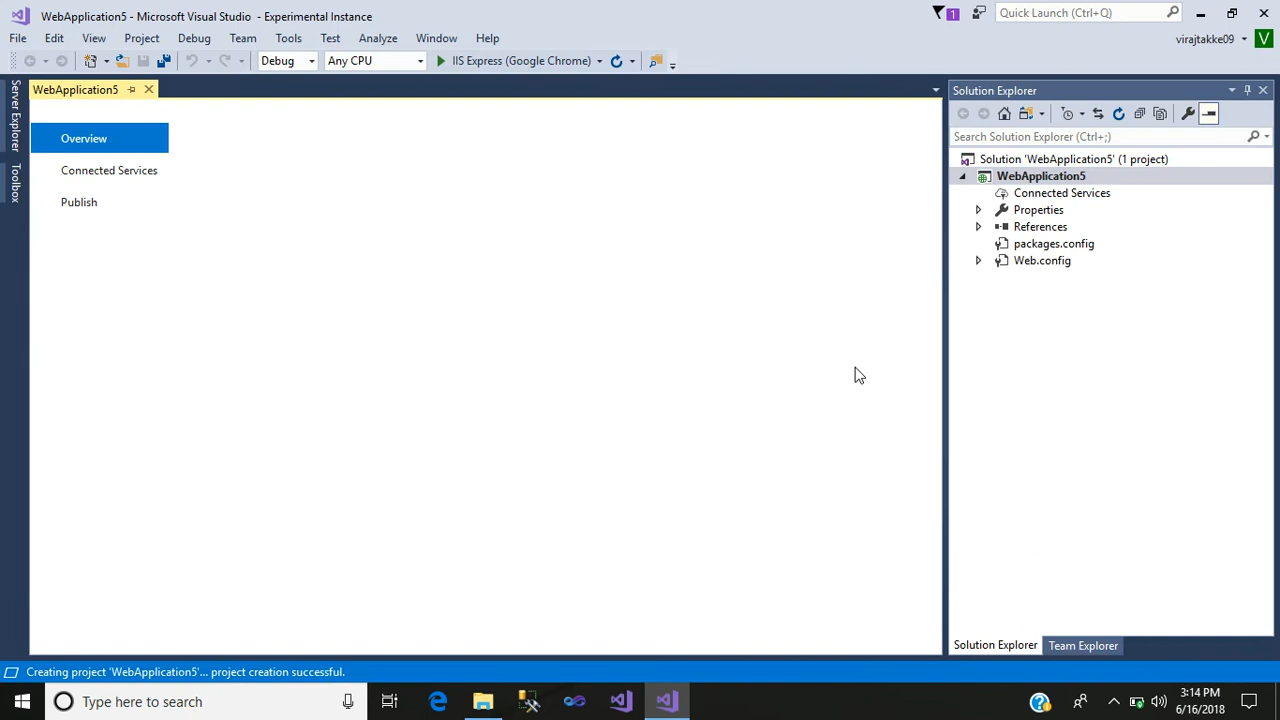 WebApplication5 - Microsoft Visual Studio - Experimental Instance
1
Quick Launch (Ctrl+Q)
File Edit View Project Debug Team Tools Test Analyze Window Help
virajtakke09 V
Debug Any CPU IIS Express (Google Chrome)
Server Explorer
Toolbox
WebApplication5
Overview
Connected Services
Publish
Solution Explorer
Search Solution Explorer (Ctrl+;)
Solution 'WebApplication5' (1 project)
WebApplication5
Connected Services
Properties
References
packages.config
Web.config
Solution Explorer Team Explorer
Creating project 'WebApplication5'... project creation successful.
Type here to search
3:14 PM
6/16/2018